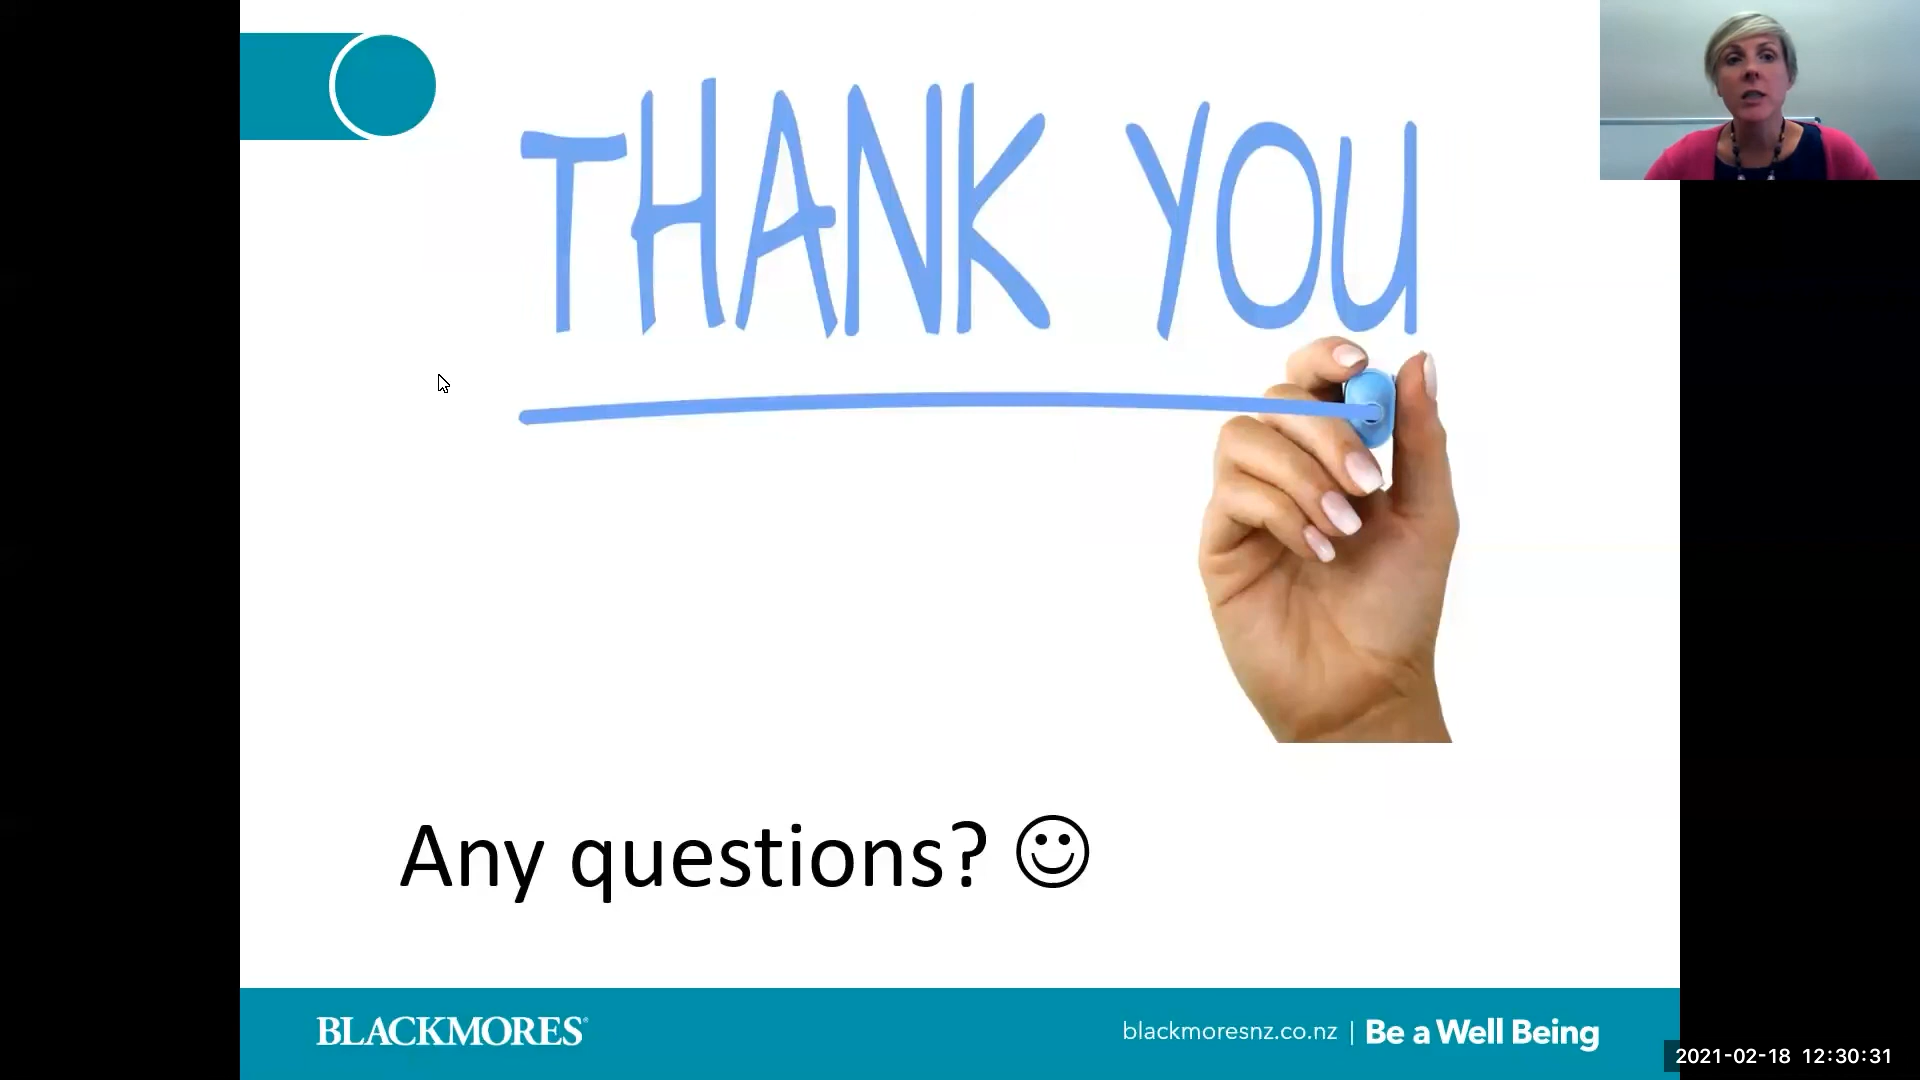 THANK YOU
Any questions? ☺
BLACKMORES®
blackmoresnz.co.nz | Be a Well Being
2021-02-18 12:30:31